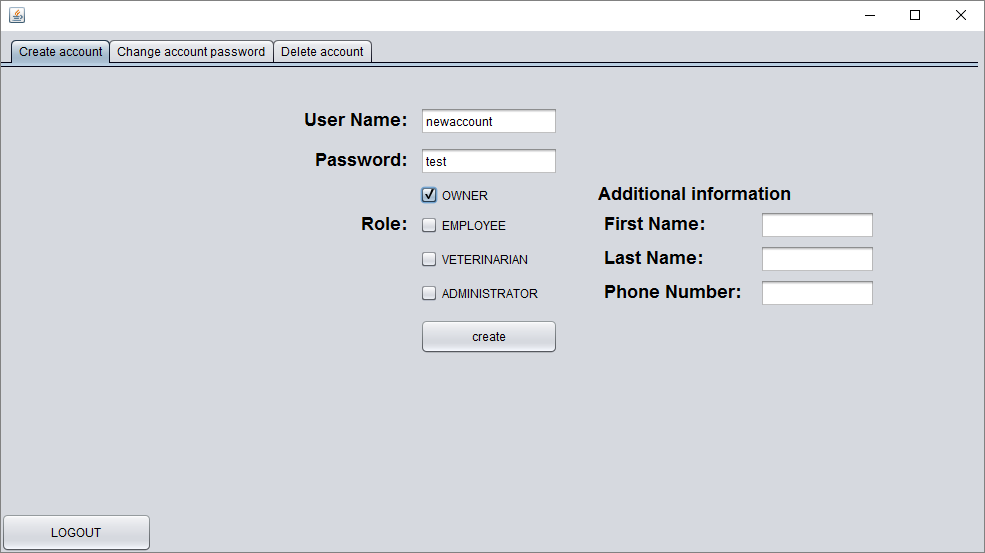 Create account Change account password Delete account
User Name: newaccount
Password: test
OWNER Additional information
Role: EMPLOYEE First Name:
VETERINARIAN Last Name:
ADMINISTRATOR Phone Number:
create
LOGOUT